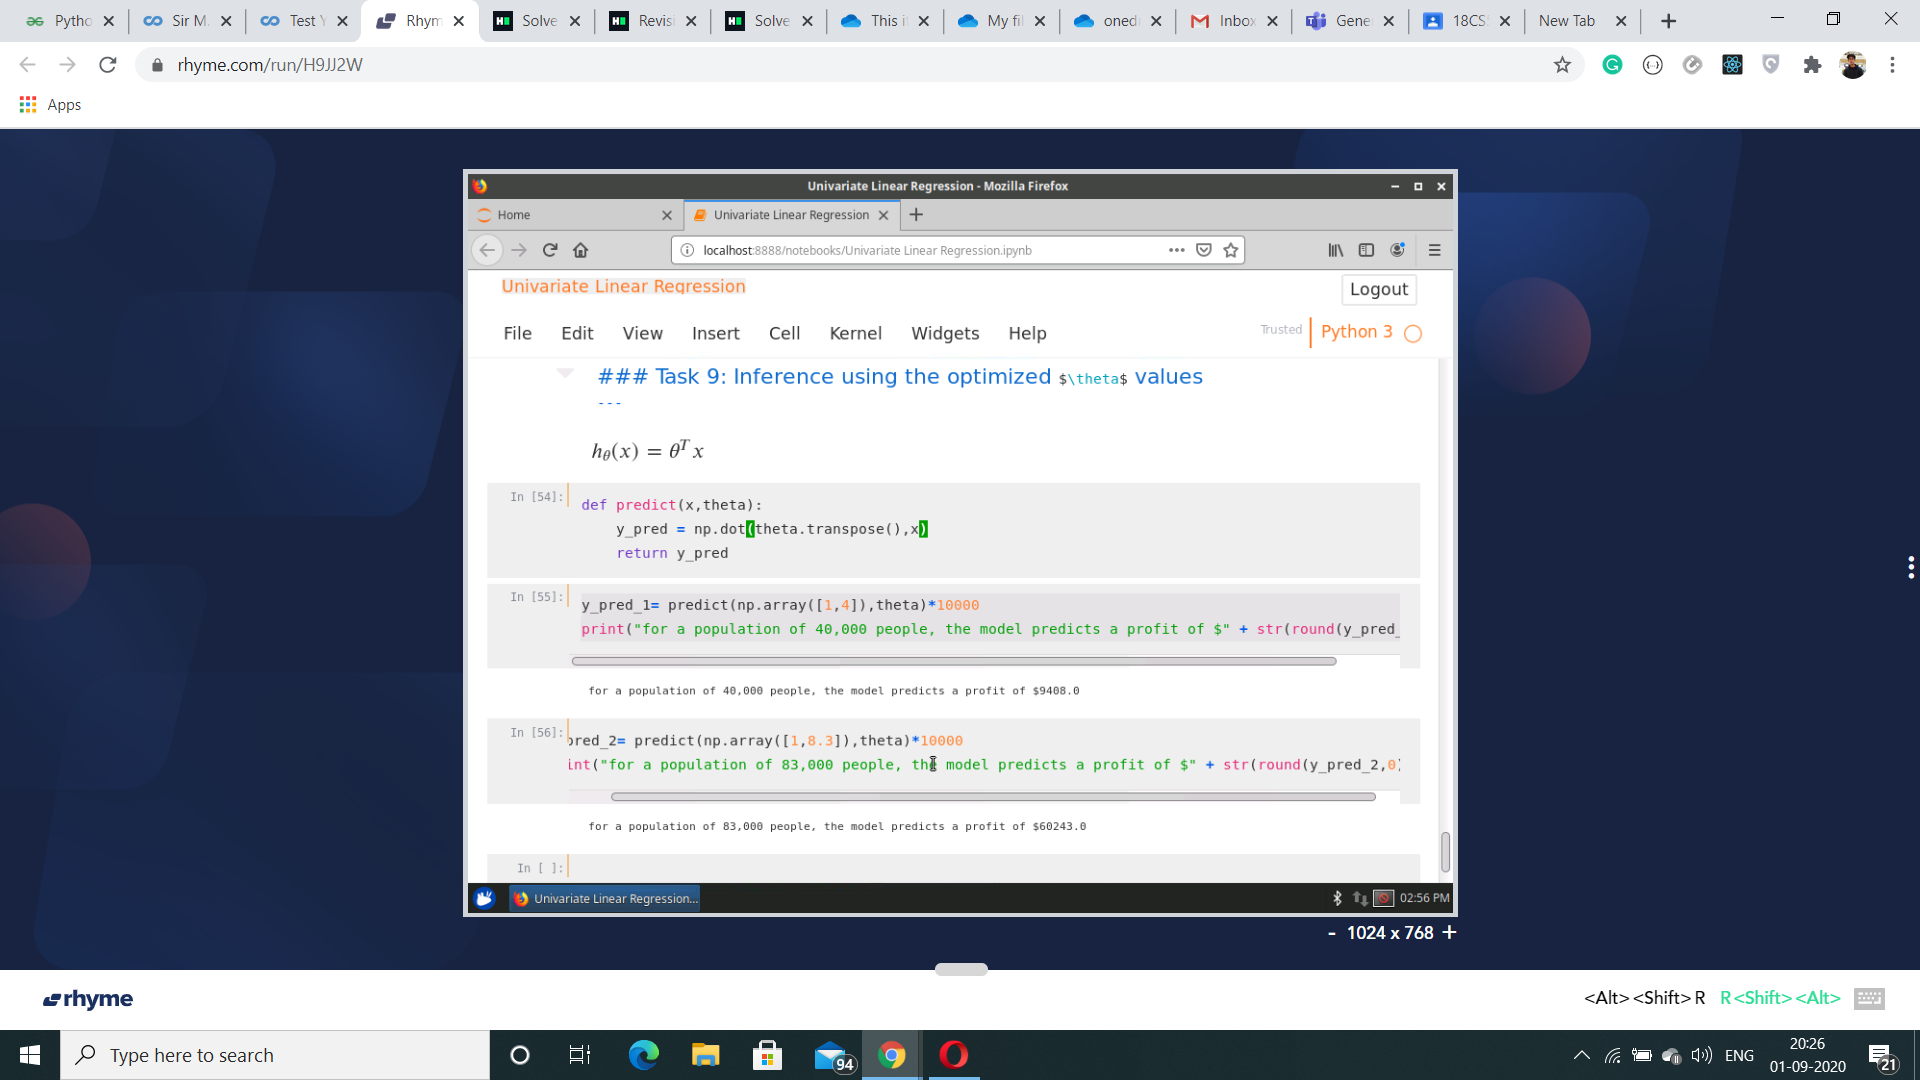 Pytho
Sir M
Test Y
Rhym
Solve
Revisi
Solve
This i
My fi
oned
Inbox
Gene
18CS
New Tab
rhyme.com/run/H9JJ2W
Apps
Univariate Linear Regression - Mozilla Firefox
Home
Univariate Linear Regression
localhost:8888/notebooks/Univariate Linear Regression.ipynb
Univariate Linear Regression
Logout
File Edit View Insert Cell Kernel Widgets Help
Trusted
Python 3
### Task 9: Inference using the optimized $\theta$ values
---
hθ(x) = θ^T x
In [54]:
def predict(x,theta):
    y_pred = np.dot(theta.transpose(),x)
    return y_pred
In [55]:
y_pred_1= predict(np.array([1,4]),theta)*10000
print("for a population of 40,000 people, the model predicts a profit of $" + str(round(y_pred_
for a population of 40,000 people, the model predicts a profit of $9408.0
In [56]:
pred_2= predict(np.array([1,8.3]),theta)*10000
int("for a population of 83,000 people, the model predicts a profit of $" + str(round(y_pred_2,0)
for a population of 83,000 people, the model predicts a profit of $60243.0
In [ ]:
Univariate Linear Regression...
02:56 PM
- 1024 x 768 +
rhyme
<Alt><Shift>R R<Shift><Alt>
Type here to search
94
ENG
20:26
01-09-2020
21